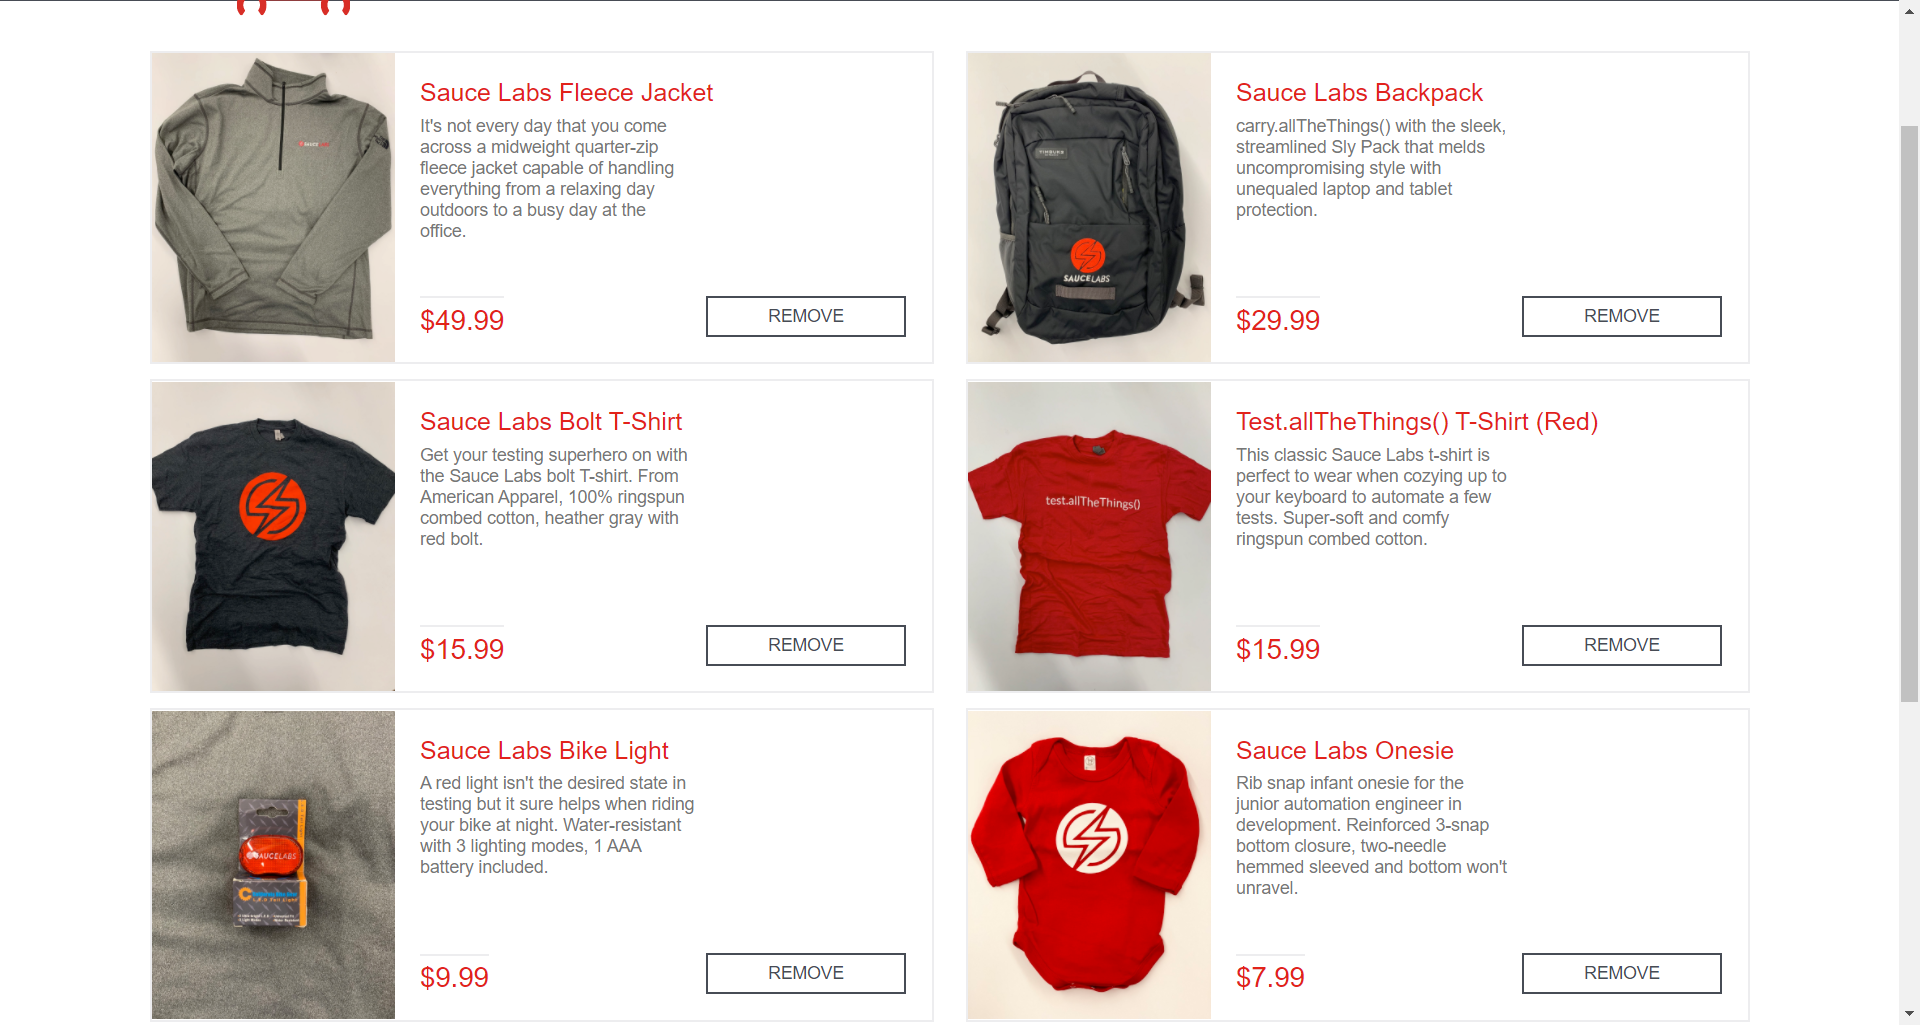 Sauce Labs Fleece Jacket
It's not every day that you come
across a midweight quarter-zip
fleece jacket capable of handling
everything from a relaxing day
outdoors to a busy day at the
office.
$49.99
REMOVE
TIMBUK2
SAUCELABS
Sauce Labs Backpack
carry.allTheThings() with the sleek,
streamlined Sly Pack that melds
uncompromising style with
unequaled laptop and tablet
protection.
$29.99
REMOVE
Sauce Labs Bolt T-Shirt
Get your testing superhero on with
the Sauce Labs bolt T-shirt. From
American Apparel, 100% ringspun
combed cotton, heather gray with
red bolt.
$15.99
REMOVE
test.allTheThings()
Test.allTheThings() T-Shirt (Red)
This classic Sauce Labs t-shirt is
perfect to wear when cozying up to
your keyboard to automate a few
tests. Super-soft and comfy
ringspun combed cotton.
$15.99
REMOVE
SAUCELABS
Sauce Labs Bike Light
A red light isn't the desired state in
testing but it sure helps when riding
your bike at night. Water-resistant
with 3 lighting modes, 1 AAA
battery included.
$9.99
REMOVE
Sauce Labs Onesie
Rib snap infant onesie for the
junior automation engineer in
development. Reinforced 3-snap
bottom closure, two-needle
hemmed sleeved and bottom won't
unravel.
$7.99
REMOVE